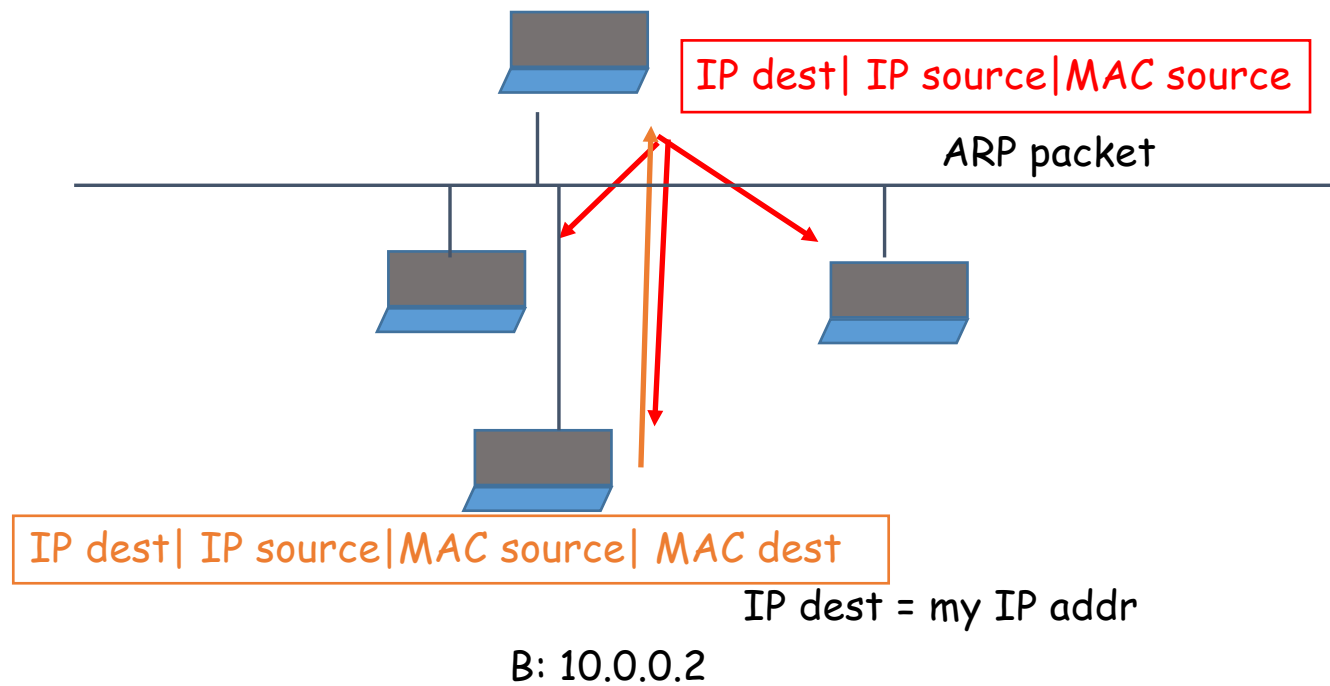 IP dest| IP source|MAC source
ARP packet
IP dest| IP source|MAC source| MAC dest
IP dest = my IP addr
B: 10.0.0.2